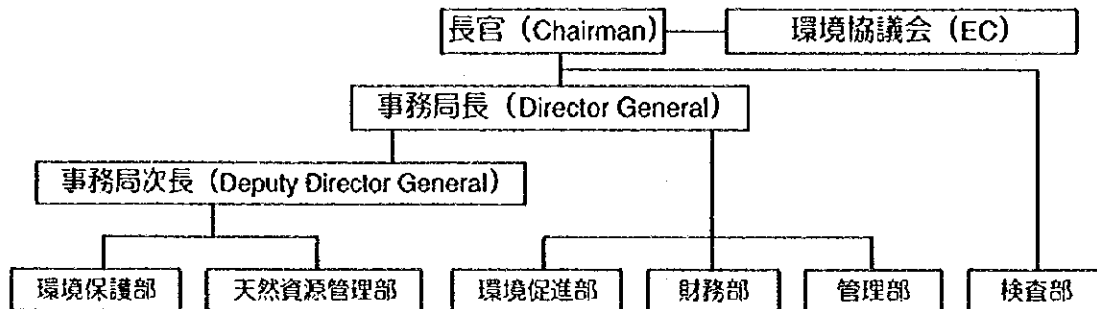 長官（Chairman）
環境協議会（EC）
事務局長（Director General）
事務局次長（Deputy Director General）
環境保護部
天然資源管理部
環境促進部
財務部
管理部
検査部